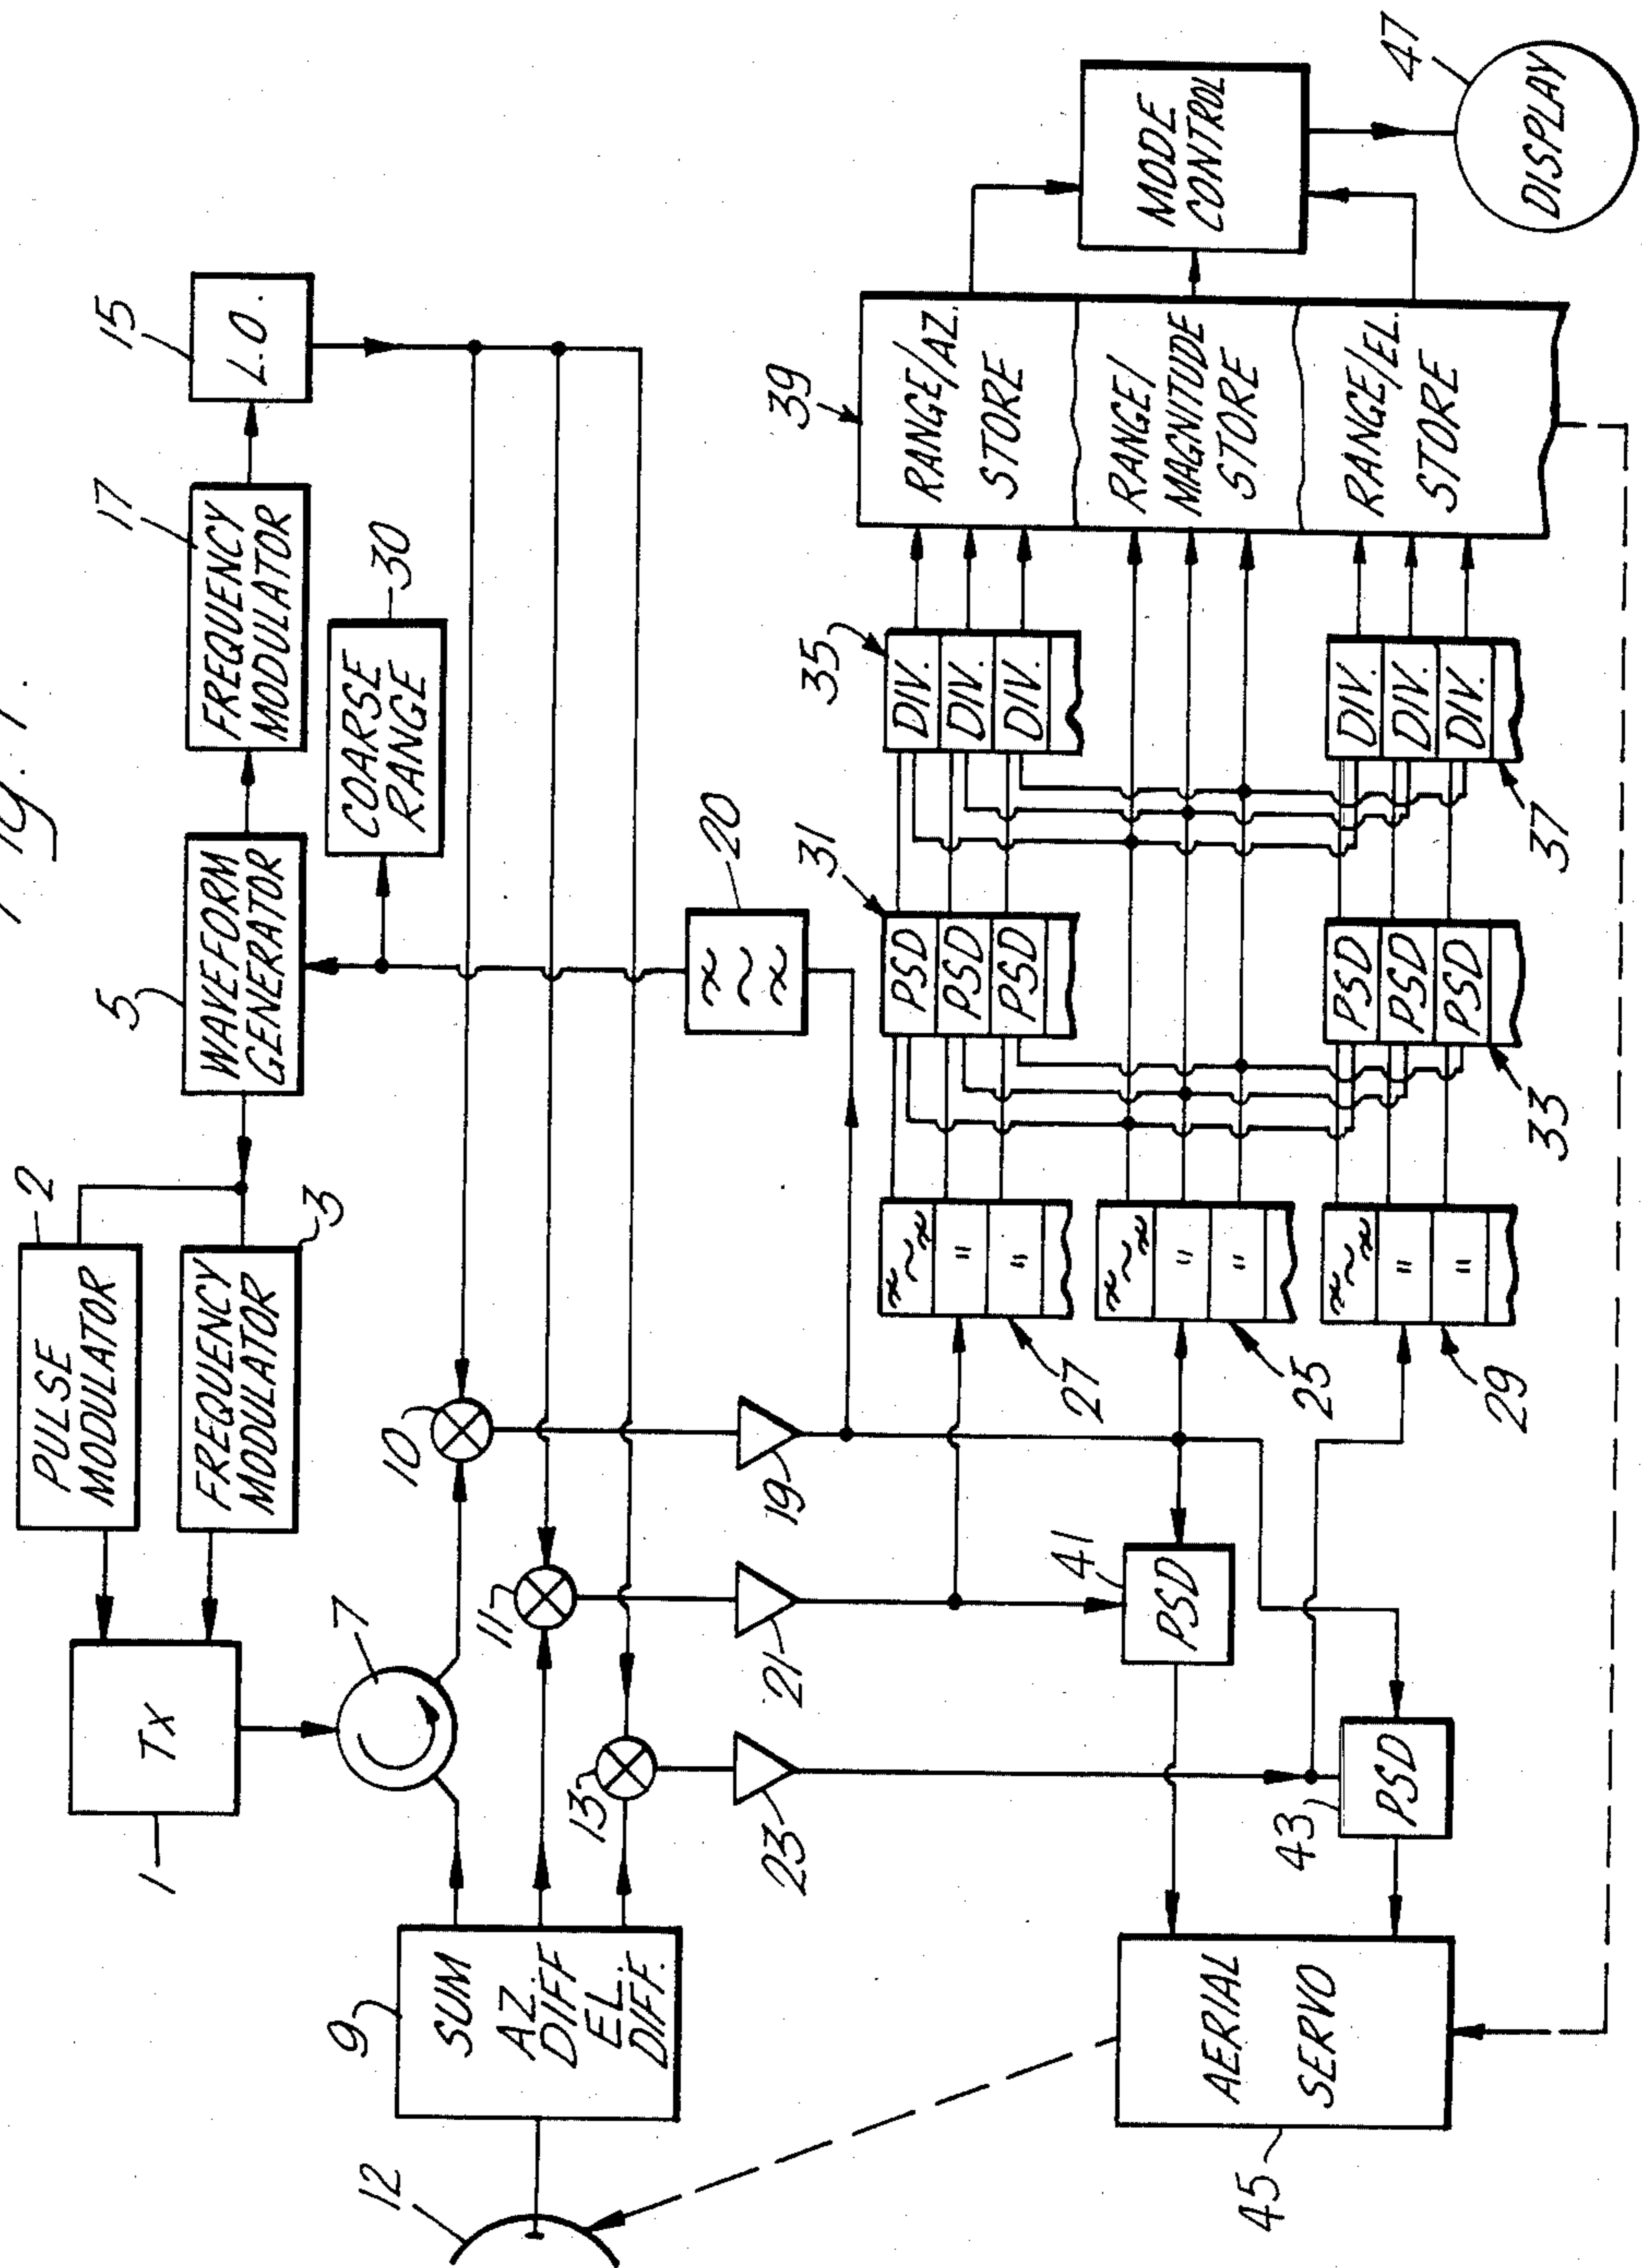 Fig. 1.
PULSE
MODULATOR
2
FREQUENCY
MODULATOR
3
TX
1
WAVEFORM
GENERATOR
5
FREQUENCY
MODULATOR
17
L.O.
15
COARSE
RANGE
30
7
9
SUM
AZ.
DIFF
EL.
DIFF.
12
10
11
13
19
21
23
20
27
"
"
25
"
"
29
"
"
31
PSD
PSD
PSD
33
PSD
PSD
PSD
35
DIV.
DIV.
DIV.
37
DIV.
DIV.
DIV.
39
RANGE/AZ.
STORE
RANGE/
MAGNITUDE
STORE
RANGE/EL.
STORE
MODE
CONTROL
DISPLAY
47
41
PSD
43
PSD
AERIAL
SERVO
45